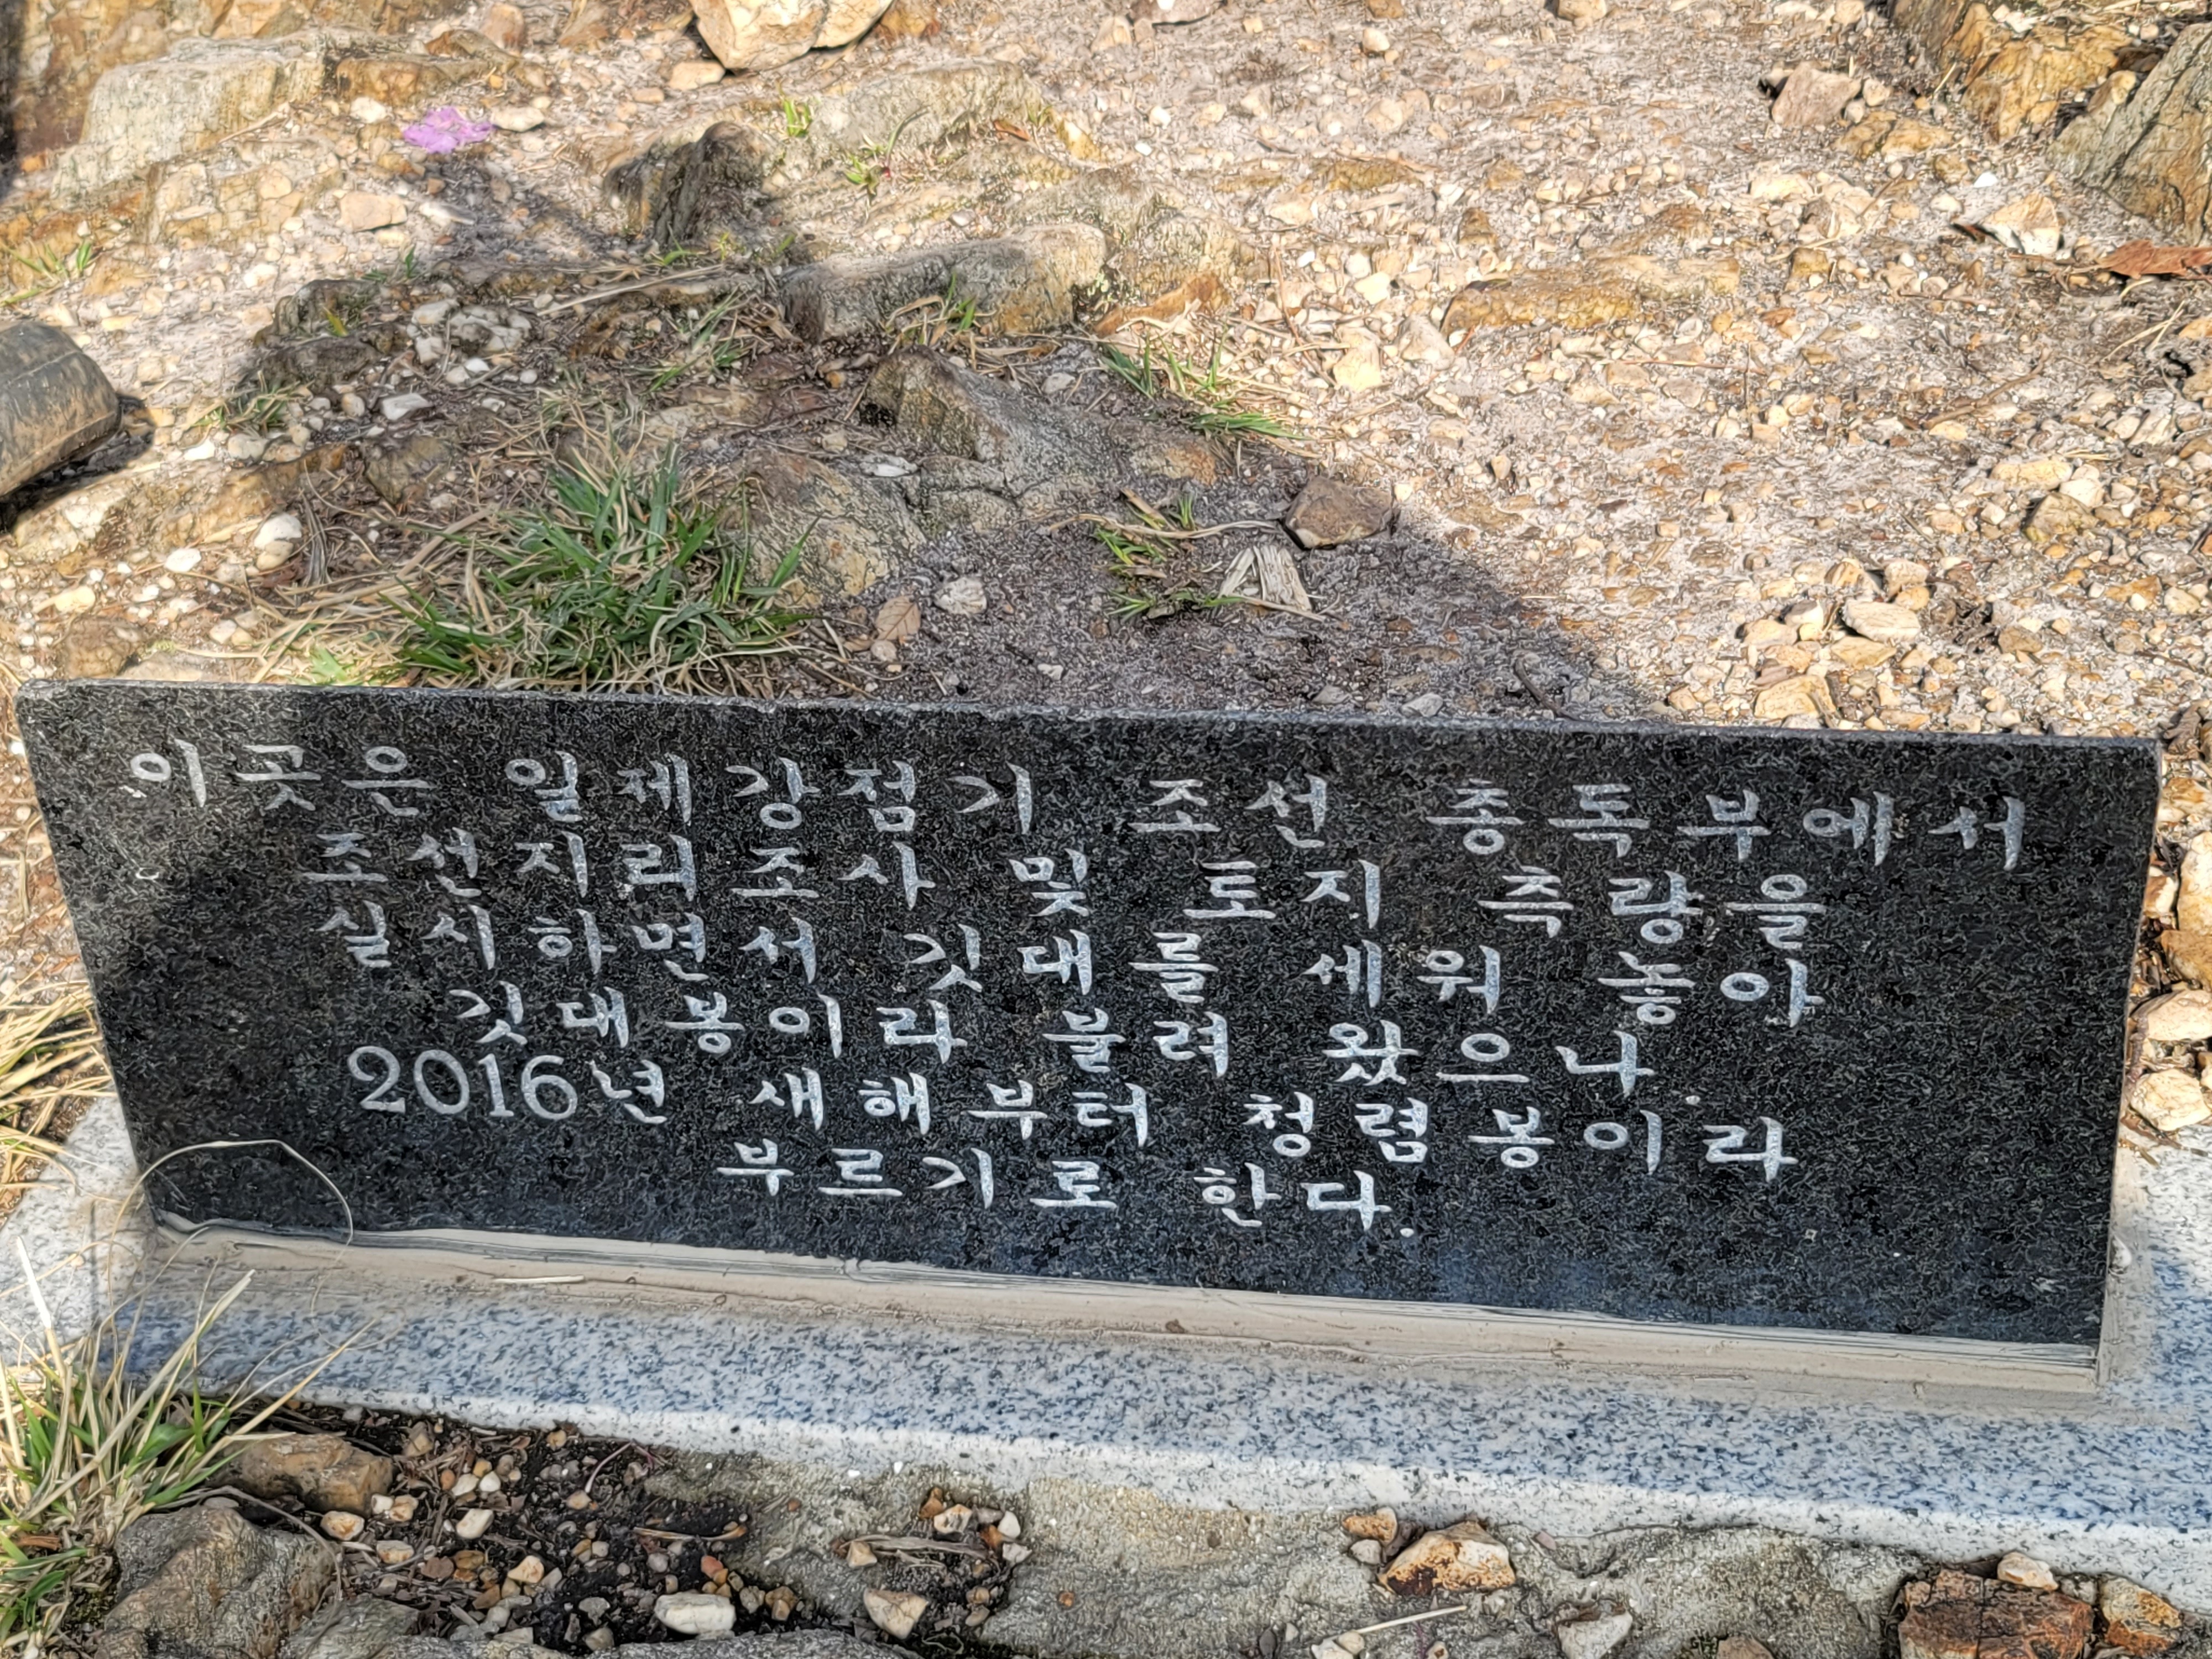 이곳은 일제강점기 조선 총독부에서
조선지리조사 및 토지 측량을
실시하면서 깃대를 세워 놓아
깃대봉이라 불려 왔으나.
2016년 새해부터 청렴봉이라
부르기로 한다.